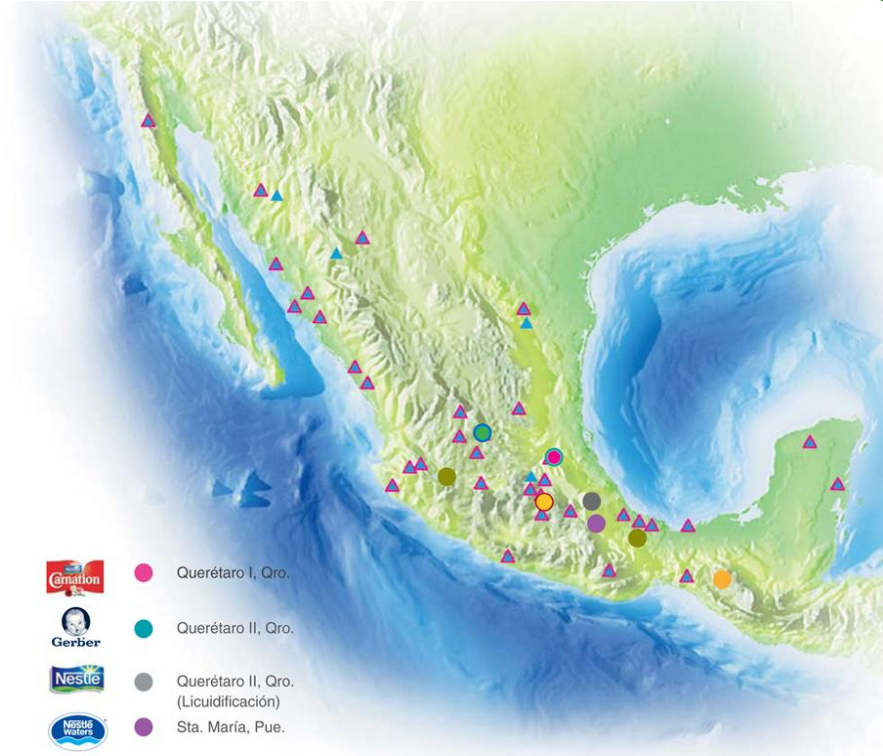 Carnation
Querétaro I, Qro.
Gerber
Querétaro II, Qro.
Nestlé
Querétaro II, Qro.
(Licuidificación)
Nestlé
Waters
Sta. María, Pue.